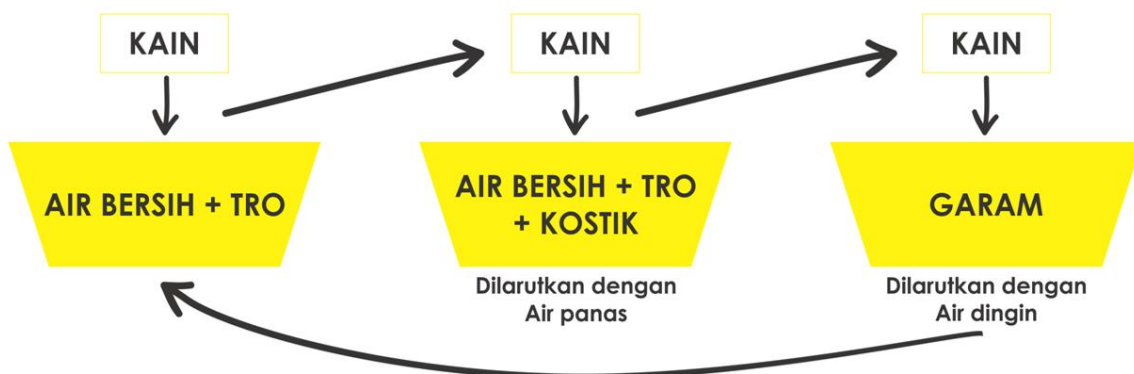 KAIN
KAIN
KAIN
AIR BERSIH + TRO
AIR BERSIH + TRO
+ KOSTIK
GARAM
Dilarutkan dengan
Air panas
Dilarutkan dengan
Air dingin